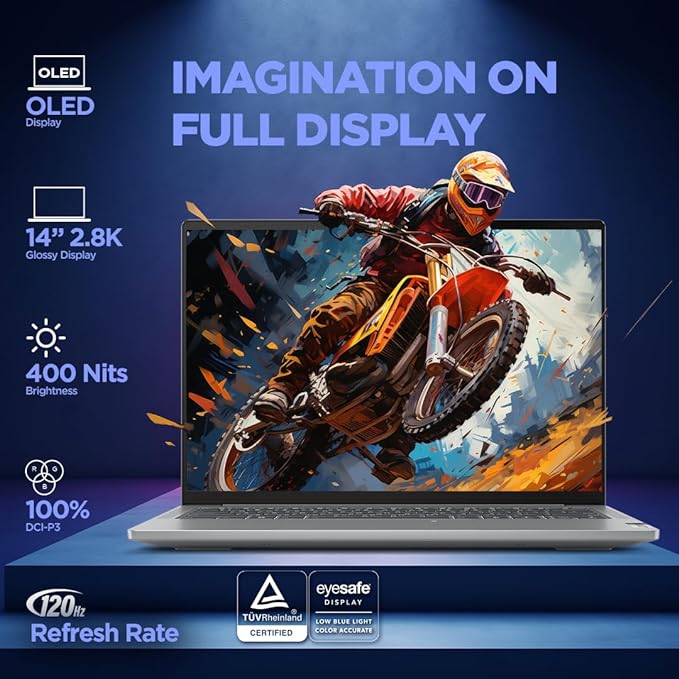 IMAGINATION ON
FULL DISPLAY
OLED
OLED
Display
14” 2.8K
Glossy Display
400 Nits
Brightness
R G
B
100%
DCI-P3
120Hz
Refresh Rate
TÜVRheinland®
CERTIFIED
eyesafe®
DISPLAY
LOW BLUE LIGHT
COLOR ACCURATE